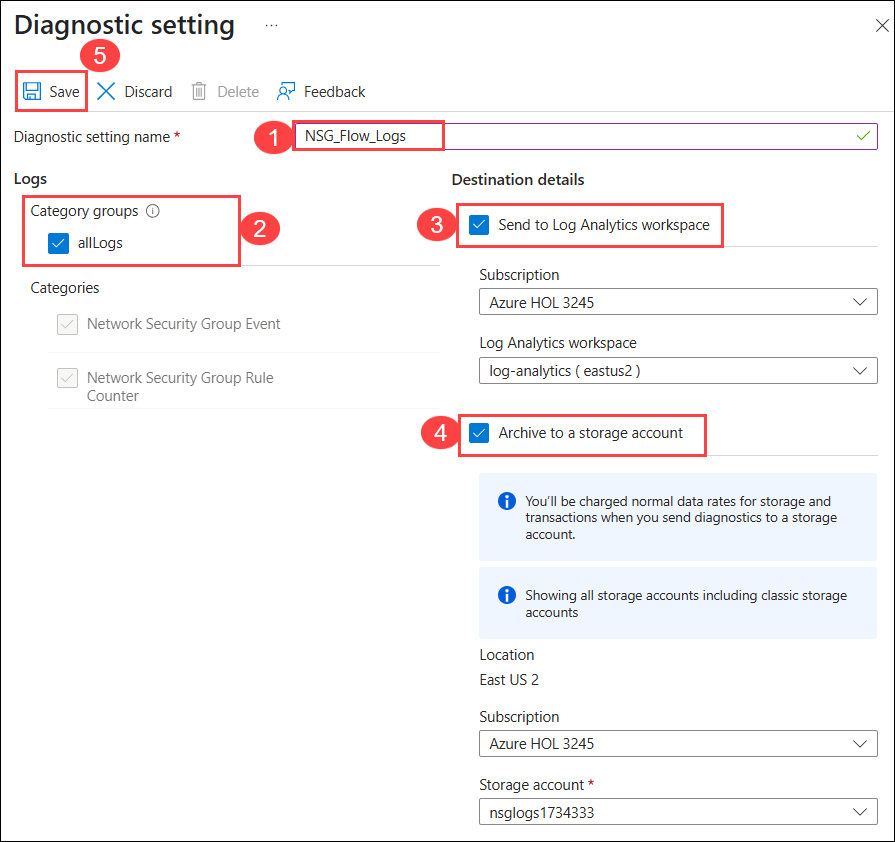 Diagnostic setting ...
5
Save Discard Delete Feedback
Diagnostic setting name * 1 NSG_Flow_Logs
Logs
Category groups
allLogs
2
Categories
Network Security Group Event
Network Security Group Rule
Counter
Destination details
3 Send to Log Analytics workspace
Subscription
Azure HOL 3245
Log Analytics workspace
log-analytics ( eastus2 )
4 Archive to a storage account
You'll be charged normal data rates for storage and
transactions when you send diagnostics to a storage
account.
Showing all storage accounts including classic storage
accounts
Location
East US 2
Subscription
Azure HOL 3245
Storage account *
nsglogs1734333